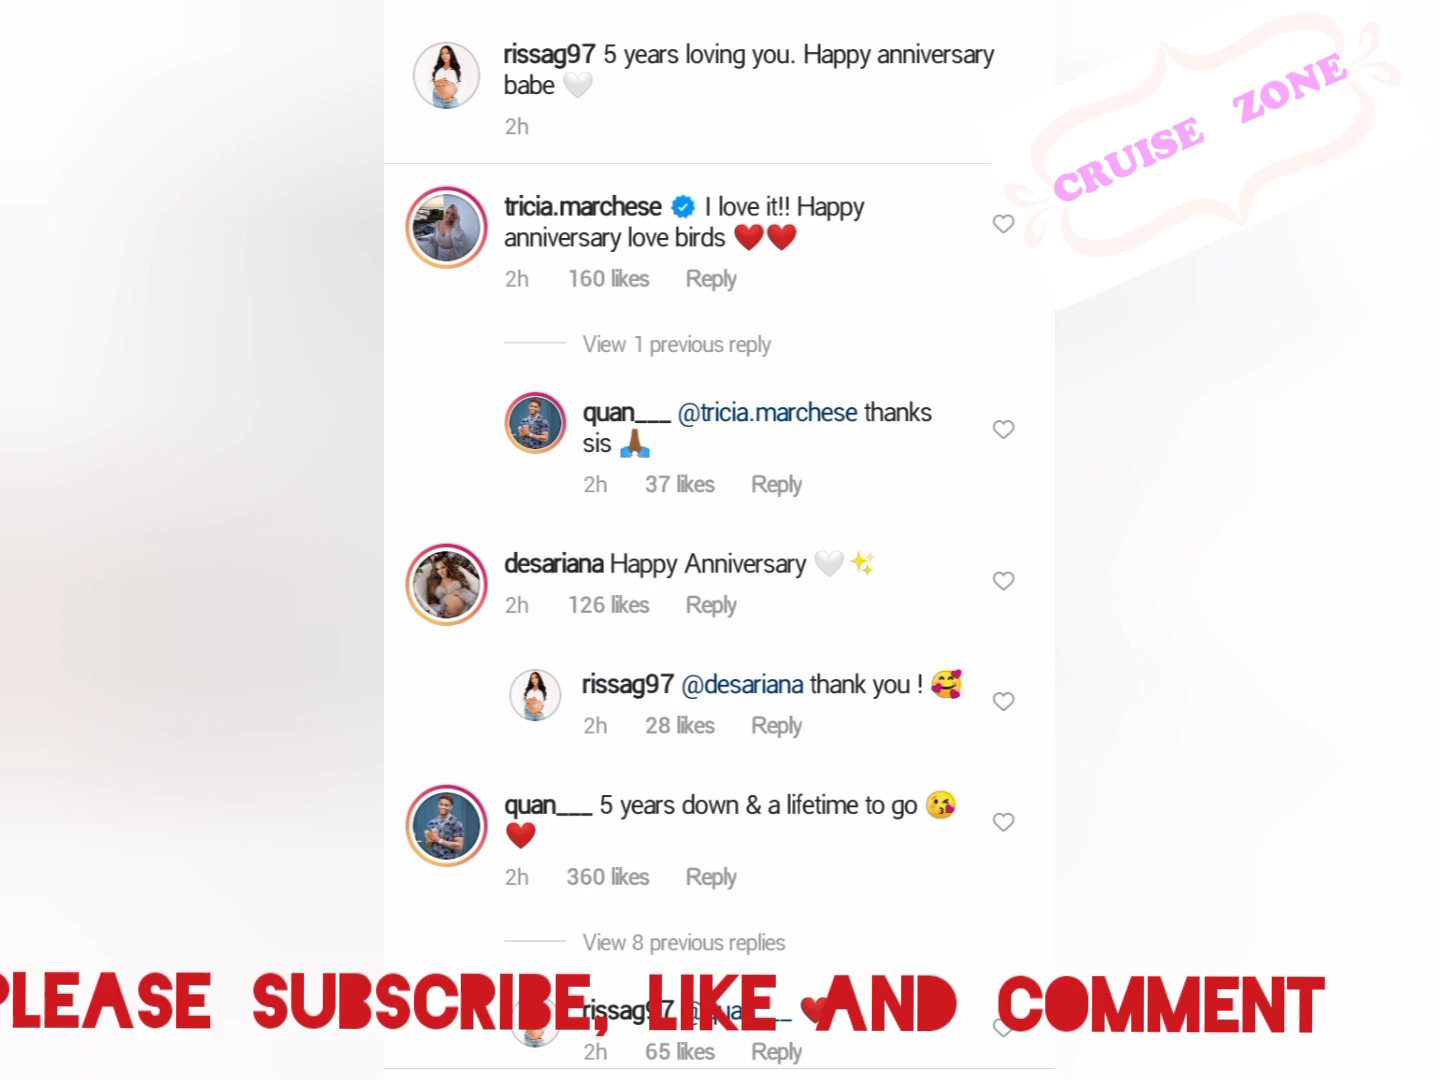 rissag97 5 years loving you. Happy anniversary
babe 🤍
2h
CRUISE ZONE
tricia.marchese I love it!! Happy
anniversary love birds ❤️❤️
2h 160 likes Reply
View 1 previous reply
quan___ @tricia.marchese thanks
sis 🙏🏾
2h 37 likes Reply
desariana Happy Anniversary 🤍✨
2h 126 likes Reply
rissag97 @desariana thank you ! 🥰
2h 28 likes Reply
quan___ 5 years down & a lifetime to go 😘
❤️
2h 360 likes Reply
View 8 previous replies
rissag97 @qua__ ❤️
PLEASE SUBSCRIBE, LIKE AND COMMENT
2h 65 likes Reply